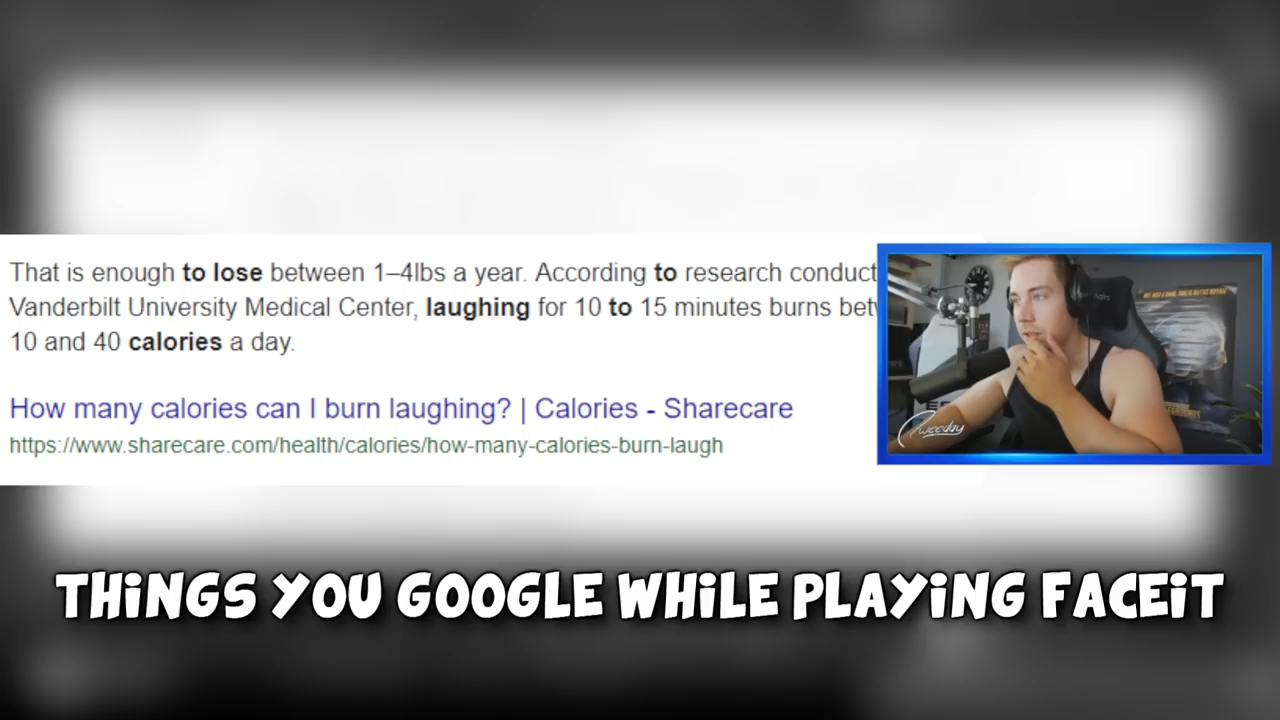 That is enough to lose between 1–4lbs a year. According to research conduct
Vanderbilt University Medical Center, laughing for 10 to 15 minutes burns bet
10 and 40 calories a day.
How many calories can I burn laughing? | Calories - Sharecare
https://www.sharecare.com/health/calories/how-many-calories-burn-laugh
Tweeday
THINGS YOU GOOGLE WHILE PLAYING FACEIT